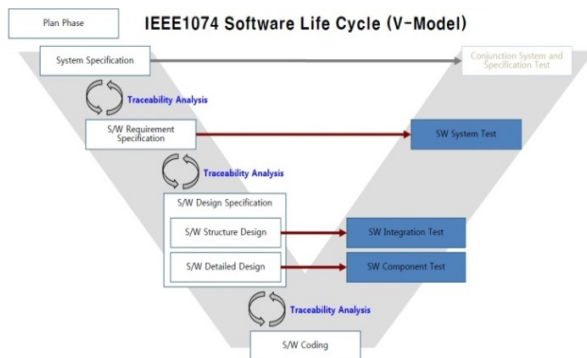 Plan Phase
IEEE1074 Software Life Cycle (V-Model)
System Specification
Conjunction System
and
Specification Test
Traceability Analysis
S/W Requirement
Specification
SW System Test
Traceability Analysis
S/W Design Specification
S/W Structure Design
SW Integration Test
S/W Detailed Design
SW Component Test
Traceability Analysis
S/W Coding